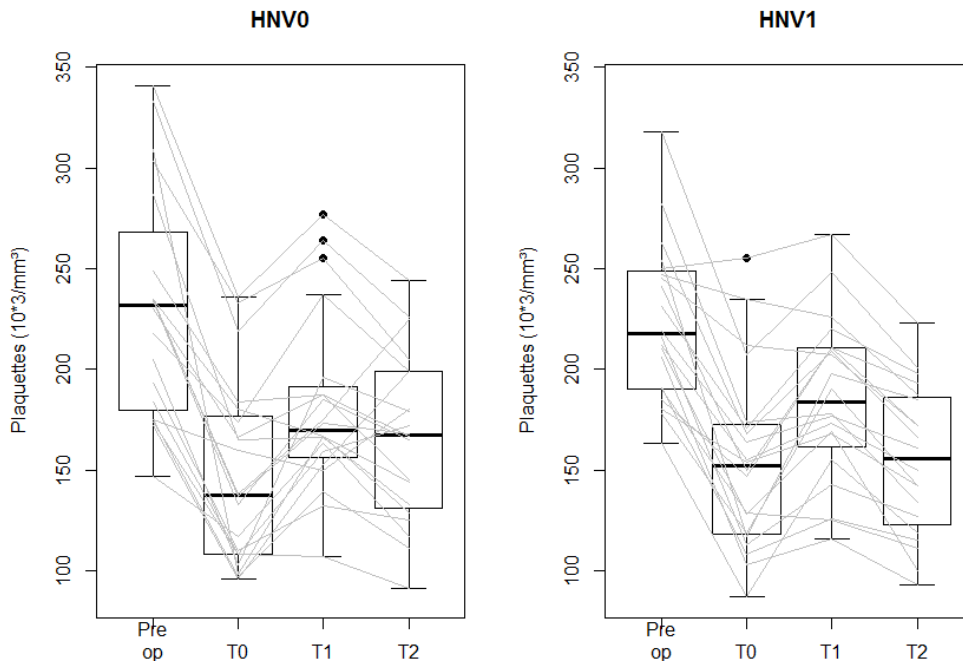 HNV0
Plaquettes (10*3/mm³)
350
300
250
200
150
100
Pre
op
T0
T1
T2
HNV1
Plaquettes (10*3/mm³)
350
300
250
200
150
100
Pre
op
T0
T1
T2